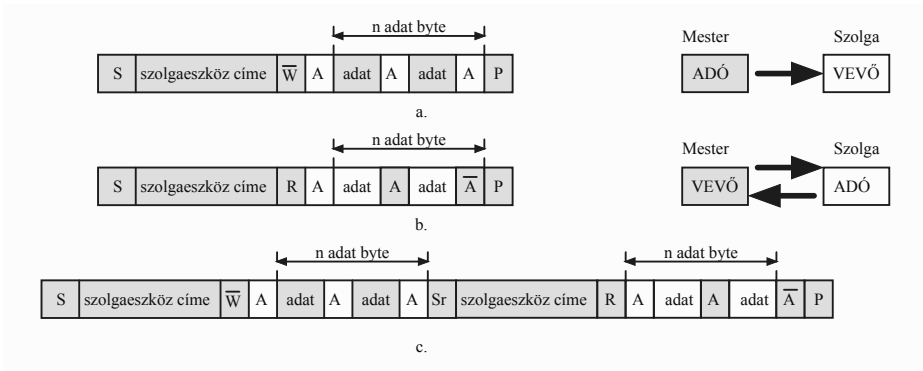 n adat byte
S szolgaeszköz címe W̅ A adat A adat A P
a.
Mester Szolga
ADÓ VEVŐ
n adat byte
S szolgaeszköz címe R A adat A adat A̅ P
b.
Mester Szolga
VEVŐ ADÓ
n adat byte n adat byte
S szolgaeszköz címe W̅ A adat A adat A Sr szolgaeszköz címe R A adat A adat A̅ P
c.